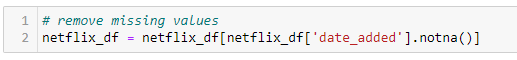 1 # remove missing values
2 netflix_df = netflix_df[netflix_df['date_added'].notna()]